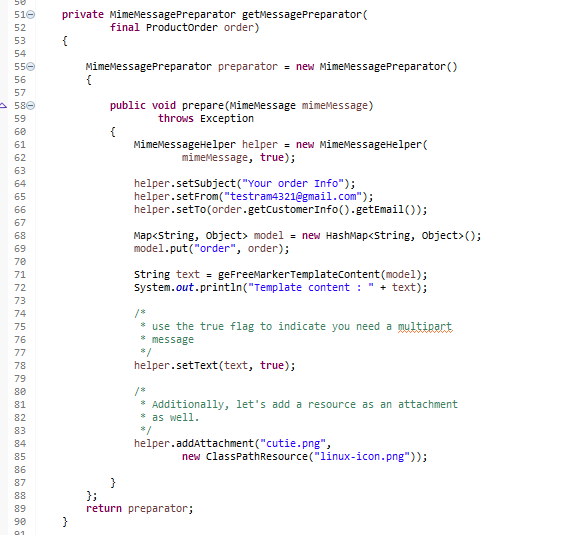 50
51 private MimeMessagePreparator getMessagePreparator(
52 final ProductOrder order)
53 {
54
55 MimeMessagePreparator preparator = new MimeMessagePreparator()
56 {
57
58 public void prepare(MimeMessage mimeMessage)
59 throws Exception
60 {
61 MimeMessageHelper helper = new MimeMessageHelper(
62 mimeMessage, true);
63
64 helper.setSubject("Your order Info");
65 helper.setFrom("testram4321@gmail.com");
66 helper.setTo(order.getCustomerInfo().getEmail());
67
68 Map<String, Object> model = new HashMap<String, Object>();
69 model.put("order", order);
70
71 String text = geFreeMarkerTemplateContent(model);
72 System.out.println("Template content : " + text);
73
74 /*
75 * use the true flag to indicate you need a multipart
76 * message
77 */
78 helper.setText(text, true);
79
80 /*
81 * Additionally, let's add a resource as an attachment
82 * as well.
83 */
84 helper.addAttachment("cutie.png",
85 new ClassPathResource("linux-icon.png"));
86
87 }
88 };
89 return preparator;
90 }
91